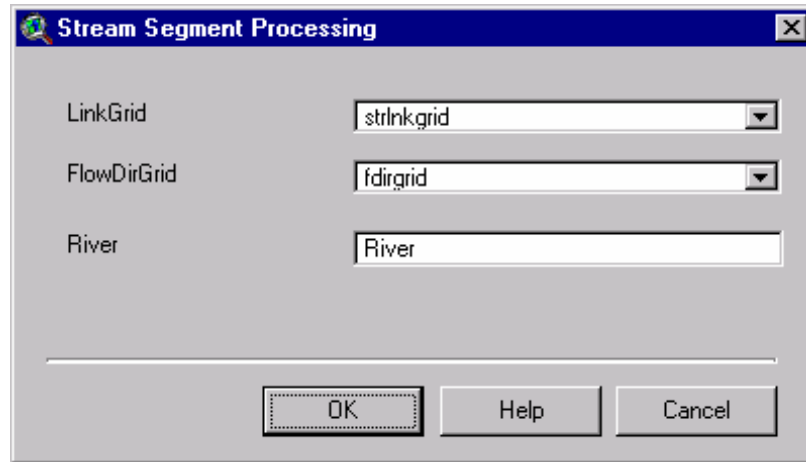 Stream Segment Processing
LinkGrid
strlnkgrid
FlowDirGrid
fdirgrid
River
River
OK
Help
Cancel